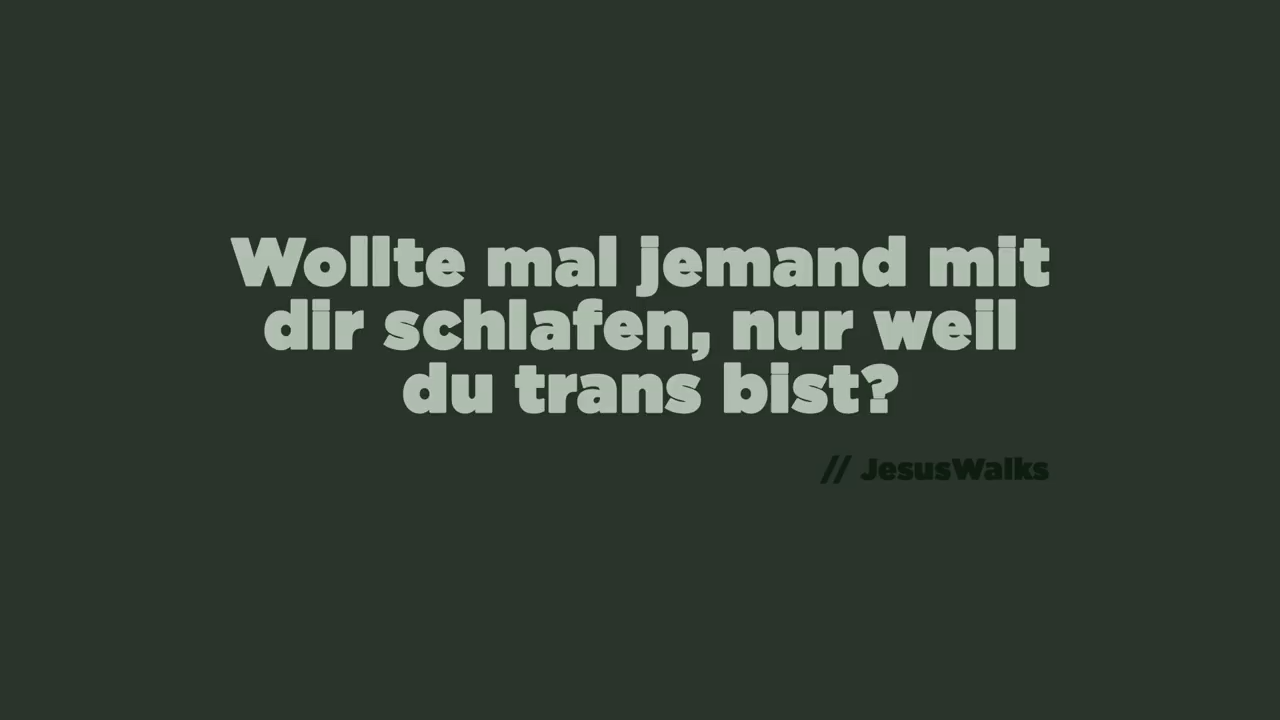 Wollte mal jemand mit
dir schlafen, nur weil
du trans bist?
// JesusWalks